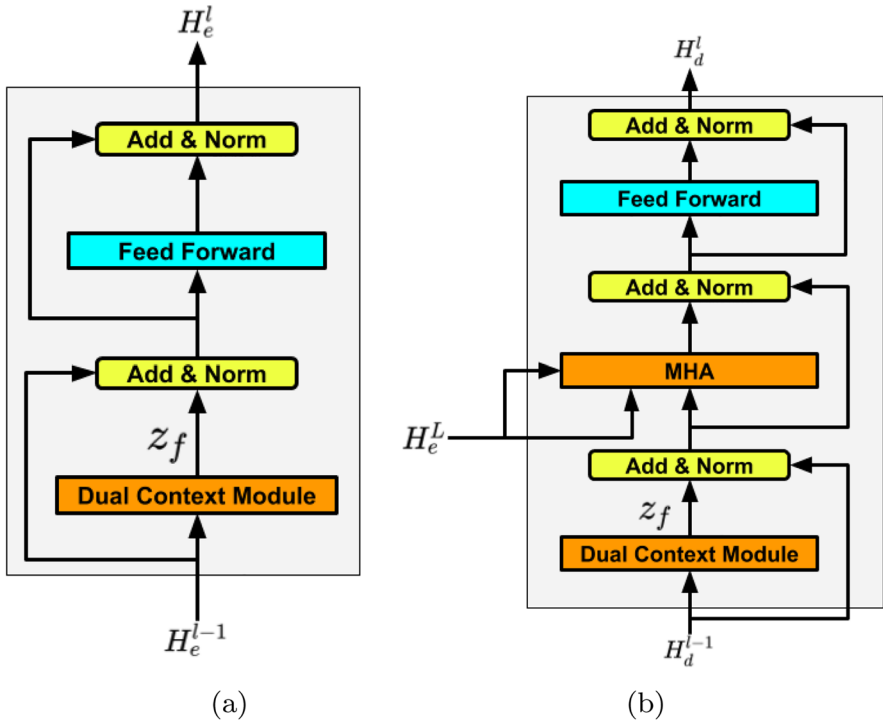 H_e^l
Add & Norm
Feed Forward
Add & Norm
z_f
Dual Context Module
H_e^{l-1}
(a)
H_d^l
Add & Norm
Feed Forward
Add & Norm
MHA
H_e^L
Add & Norm
z_f
Dual Context Module
H_d^{l-1}
(b)